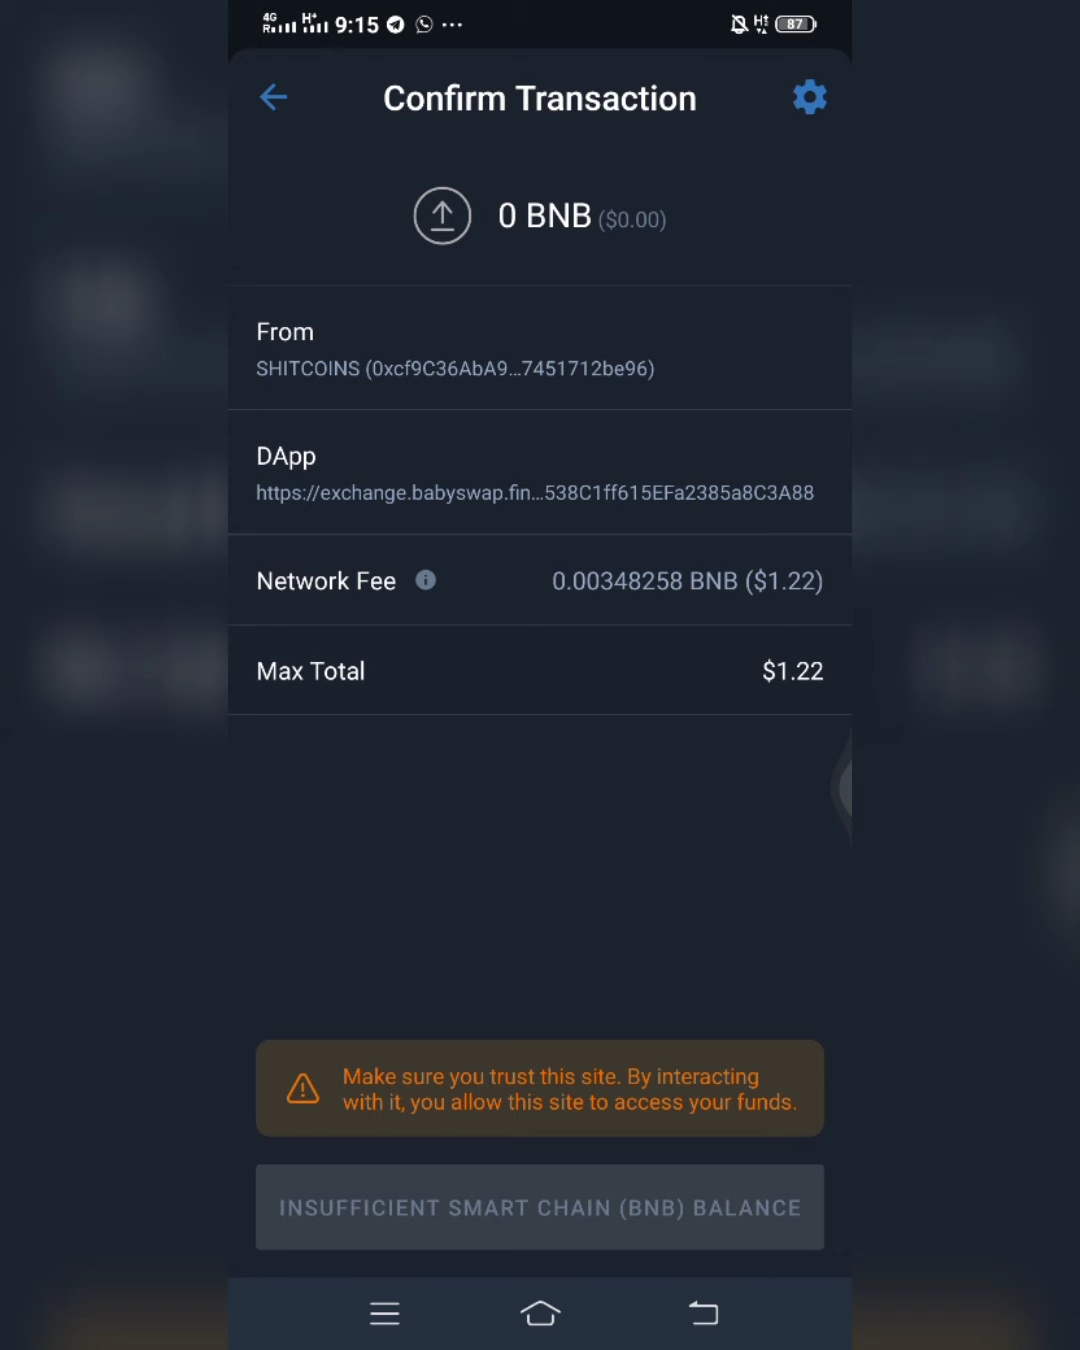 4G R H+ 9:15 87
Confirm Transaction
0 BNB ($0.00)
From
SHITCOINS (0xcf9C36AbA9...7451712be96)
DApp
https://exchange.babyswap.fin...538C1ff615EFa2385a8C3A88
Network Fee 0.00348258 BNB ($1.22)
Max Total $1.22
Make sure you trust this site. By interacting
with it, you allow this site to access your funds.
INSUFFICIENT SMART CHAIN (BNB) BALANCE